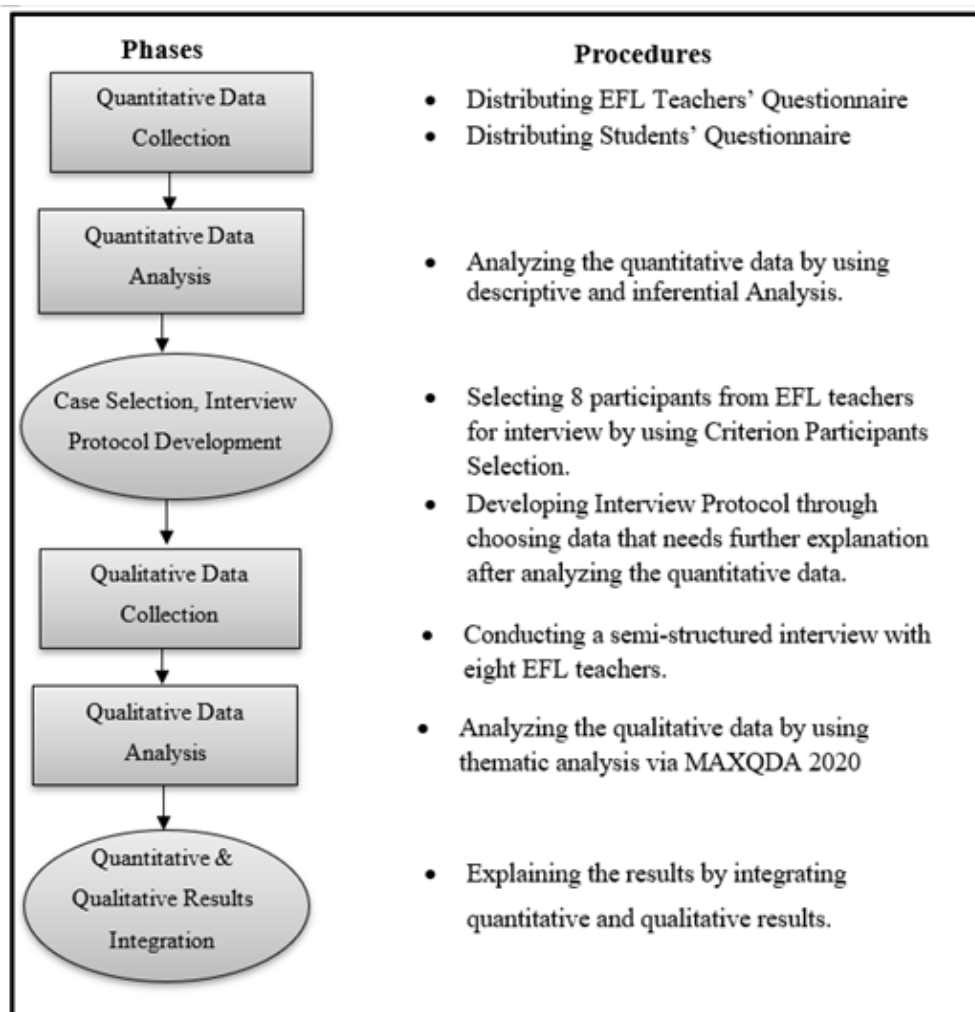 Phases
Procedures
Quantitative Data
Collection
• Distributing EFL Teachers’ Questionnaire
• Distributing Students’ Questionnaire
Quantitative Data
Analysis
• Analyzing the quantitative data by using
descriptive and inferential Analysis.
Case Selection, Interview
Protocol Development
• Selecting 8 participants from EFL teachers
for interview by using Criterion Participants
Selection.
• Developing Interview Protocol through
choosing data that needs further explanation
after analyzing the quantitative data.
Qualitative Data
Collection
• Conducting a semi-structured interview with
eight EFL teachers.
Qualitative Data
Analysis
• Analyzing the qualitative data by using
thematic analysis via MAXQDA 2020
Quantitative &
Qualitative Results
Integration
• Explaining the results by integrating
quantitative and qualitative results.